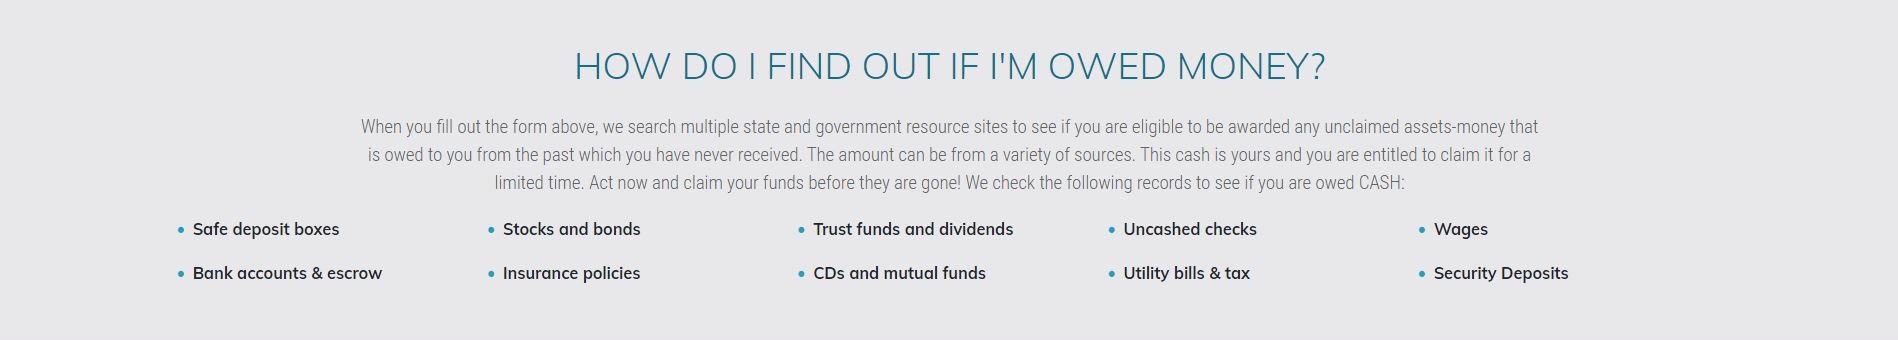 HOW DO I FIND OUT IF I'M OWED MONEY?
When you fill out the form above, we search multiple state and government resource sites to see if you are eligible to be awarded any unclaimed assets-money that
is owed to you from the past which you have never received. The amount can be from a variety of sources. This cash is yours and you are entitled to claim it for a
limited time. Act now and claim your funds before they are gone! We check the following records to see if you are owed CASH:
• Safe deposit boxes
• Stocks and bonds
• Trust funds and dividends
• Uncashed checks
• Wages
• Bank accounts & escrow
• Insurance policies
• CDs and mutual funds
• Utility bills & tax
• Security Deposits